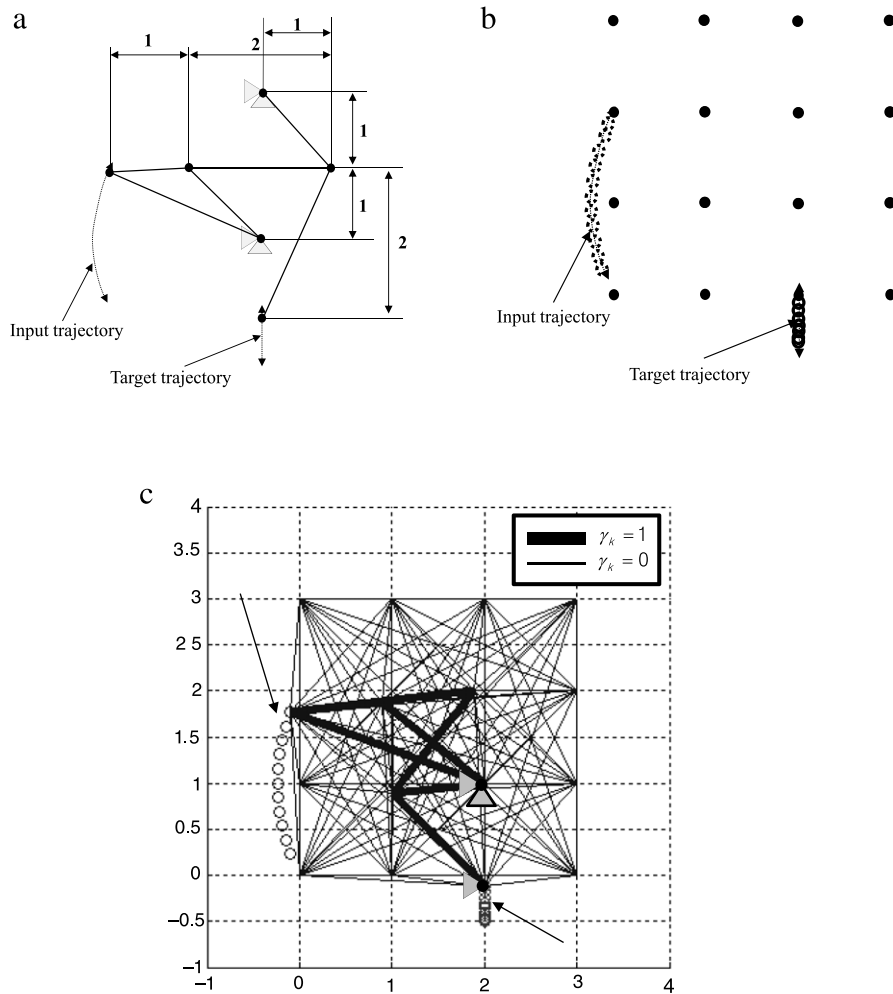 a
1
2
1
1
1
2
Input trajectory
Target trajectory
b
Input trajectory
Target trajectory
c
γk = 1
γk = 0
4
3.5
3
2 5
2
1.5
1
0.5
0
−0.5
−1
−1 0 1 2 3 4